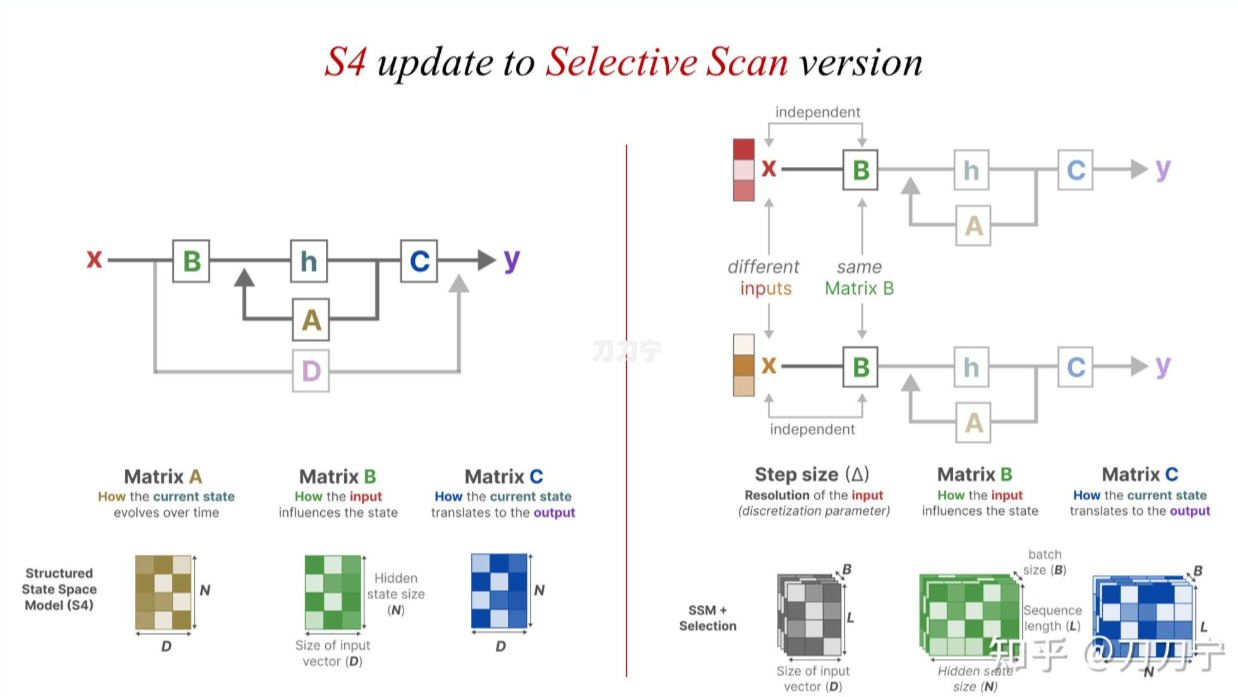 S4 update to Selective Scan version
x
B
h
C
y
A
D
Matrix A
How the current state
evolves over time
Matrix B
How the input
influences the state
Matrix C
How the current state
translates to the output
Structured
State Space
Model (S4)
N
D
Hidden
state size
(N)
Size of input
vector (D)
N
D
刀刀宁
independent
x
B
h
C
y
A
different
inputs
same
Matrix B
x
B
h
C
y
A
independent
Step size (Δ)
Resolution of the input
(discretization parameter)
Matrix B
How the input
influences the state
Matrix C
How the current state
translates to the output
SSM +
Selection
B
L
Size of input
vector (D)
batch
size (B)
Sequence
length (L)
Hidden state
size (N)
B
L
N
知乎 @刀刀宁